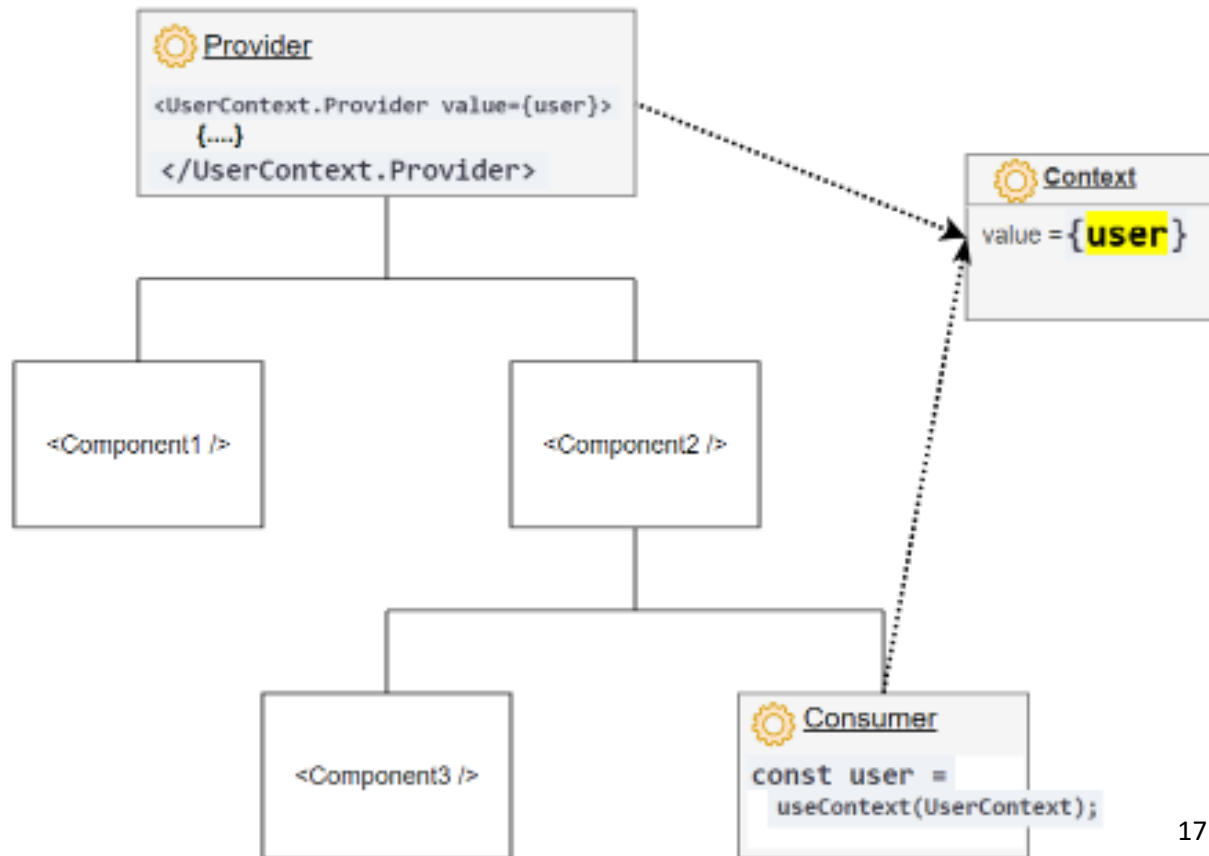 Provider
<UserContext.Provider value={user}>
{....}
</UserContext.Provider>
Context
value = {user}
<Component1 />
<Component2 />
<Component3 />
Consumer
const user =
useContext(UserContext);
17